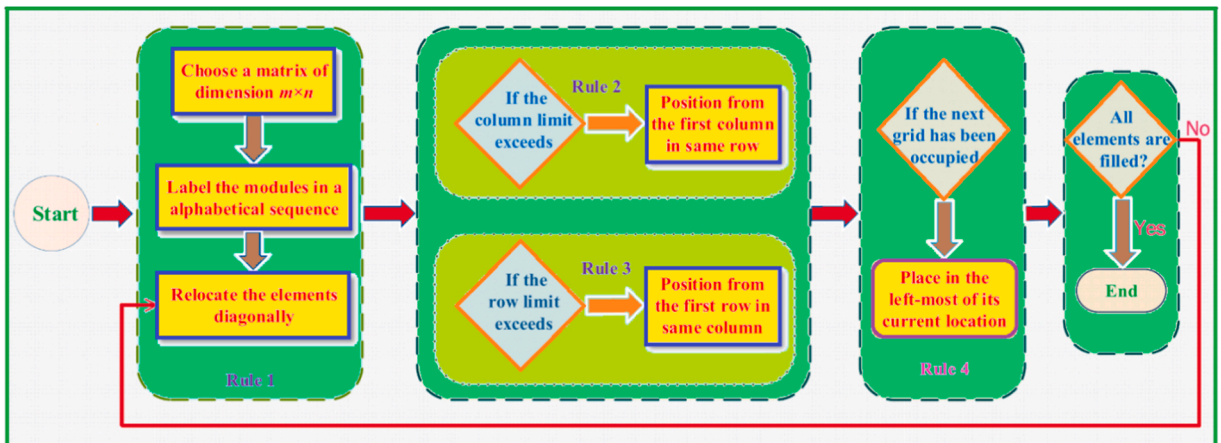 Start
Choose a matrix of
dimension m×n
Label the modules in a
alphabetical sequence
Relocate the elements
diagonally
Rule 1
If the
column limit
exceeds
Rule 2
Position from
the first column
in same row
If the
row limit
exceeds
Rule 3
Position from
the first row in
same column
If the next
grid has been
occupied
Place in the
left-most of its
current location
Rule 4
All
elements are
filled?
No
Yes
End